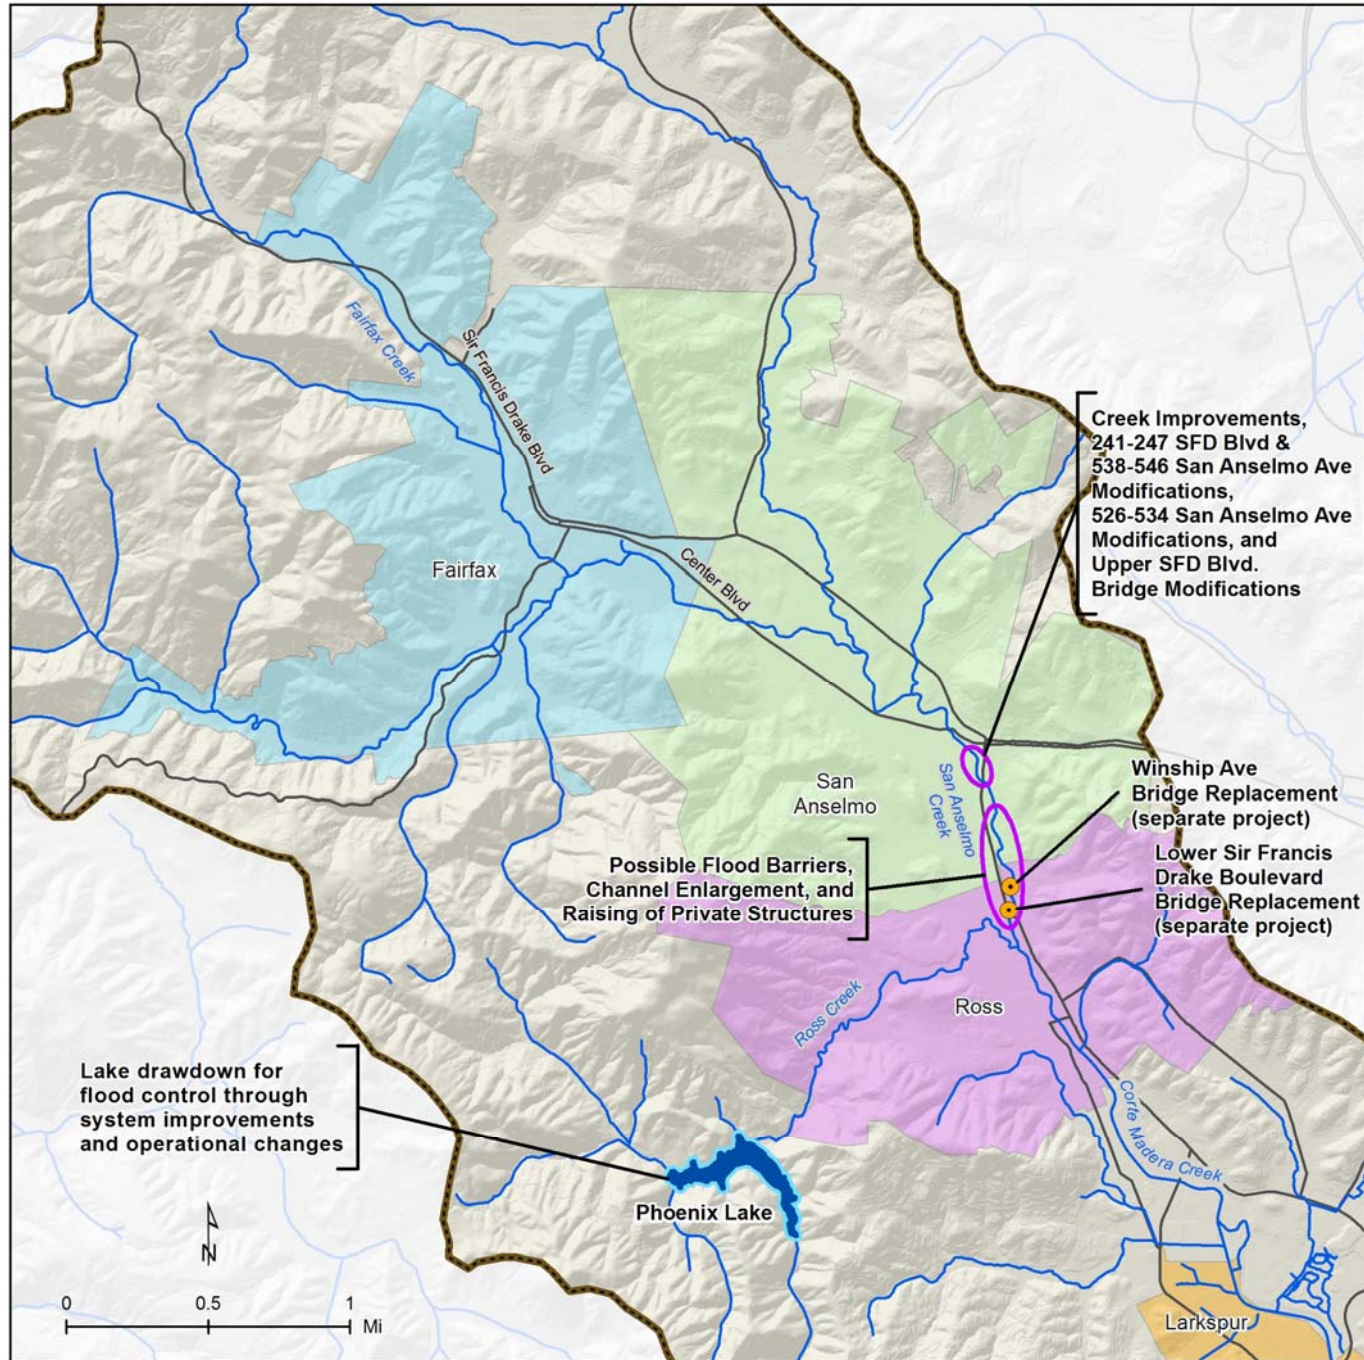 Fairfax Creek
Sir Francis Drake Blvd
Creek Improvements,
241-247 SFD Blvd &
538-546 San Anselmo Ave
Modifications,
526-534 San Anselmo Ave
Modifications, and
Upper SFD Blvd.
Bridge Modifications
Fairfax
Center Blvd
San
Anselmo
San Anselmo
Creek
Winship Ave
Bridge Replacement
(separate project)
Lower Sir Francis
Drake Boulevard
Bridge Replacement
(separate project)
Possible Flood Barriers,
Channel Enlargement, and
Raising of Private Structures
Ross Creek
Ross
Lake drawdown for
flood control through
system improvements
and operational changes
Corte Madera Creek
Phoenix Lake
N
0 0.5 1
Mi
Larkspur